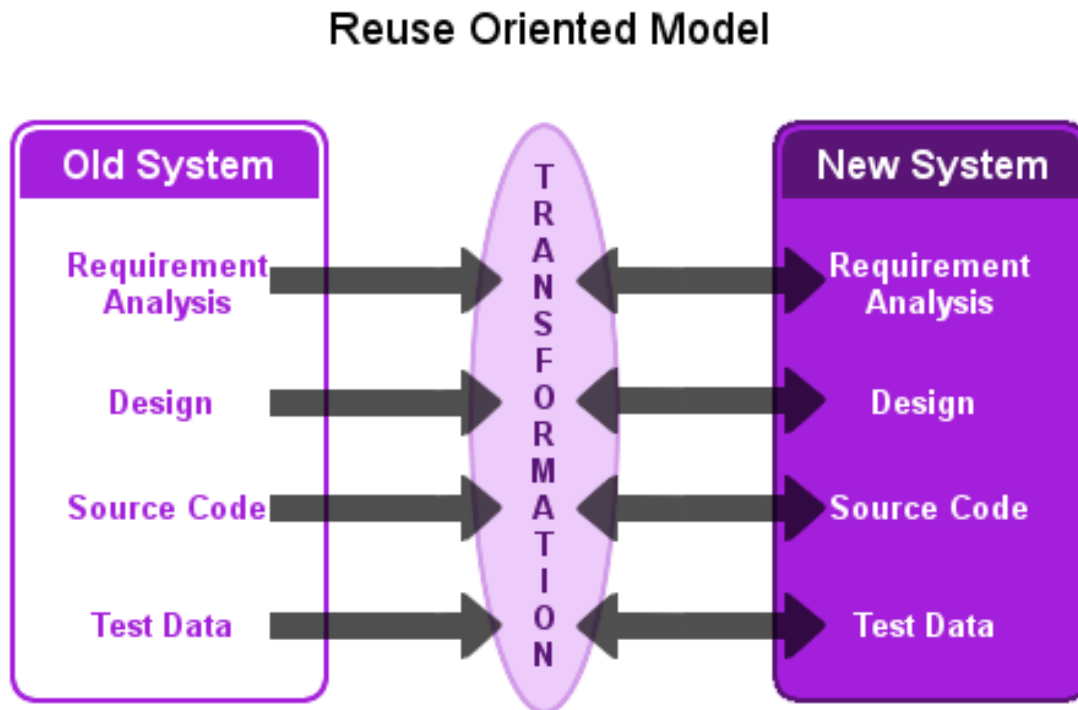 Reuse Oriented Model
Old System
Requirement
Analysis
Design
Source Code
Test Data
TRANSFORMATION
New System
Requirement
Analysis
Design
Source Code
Test Data